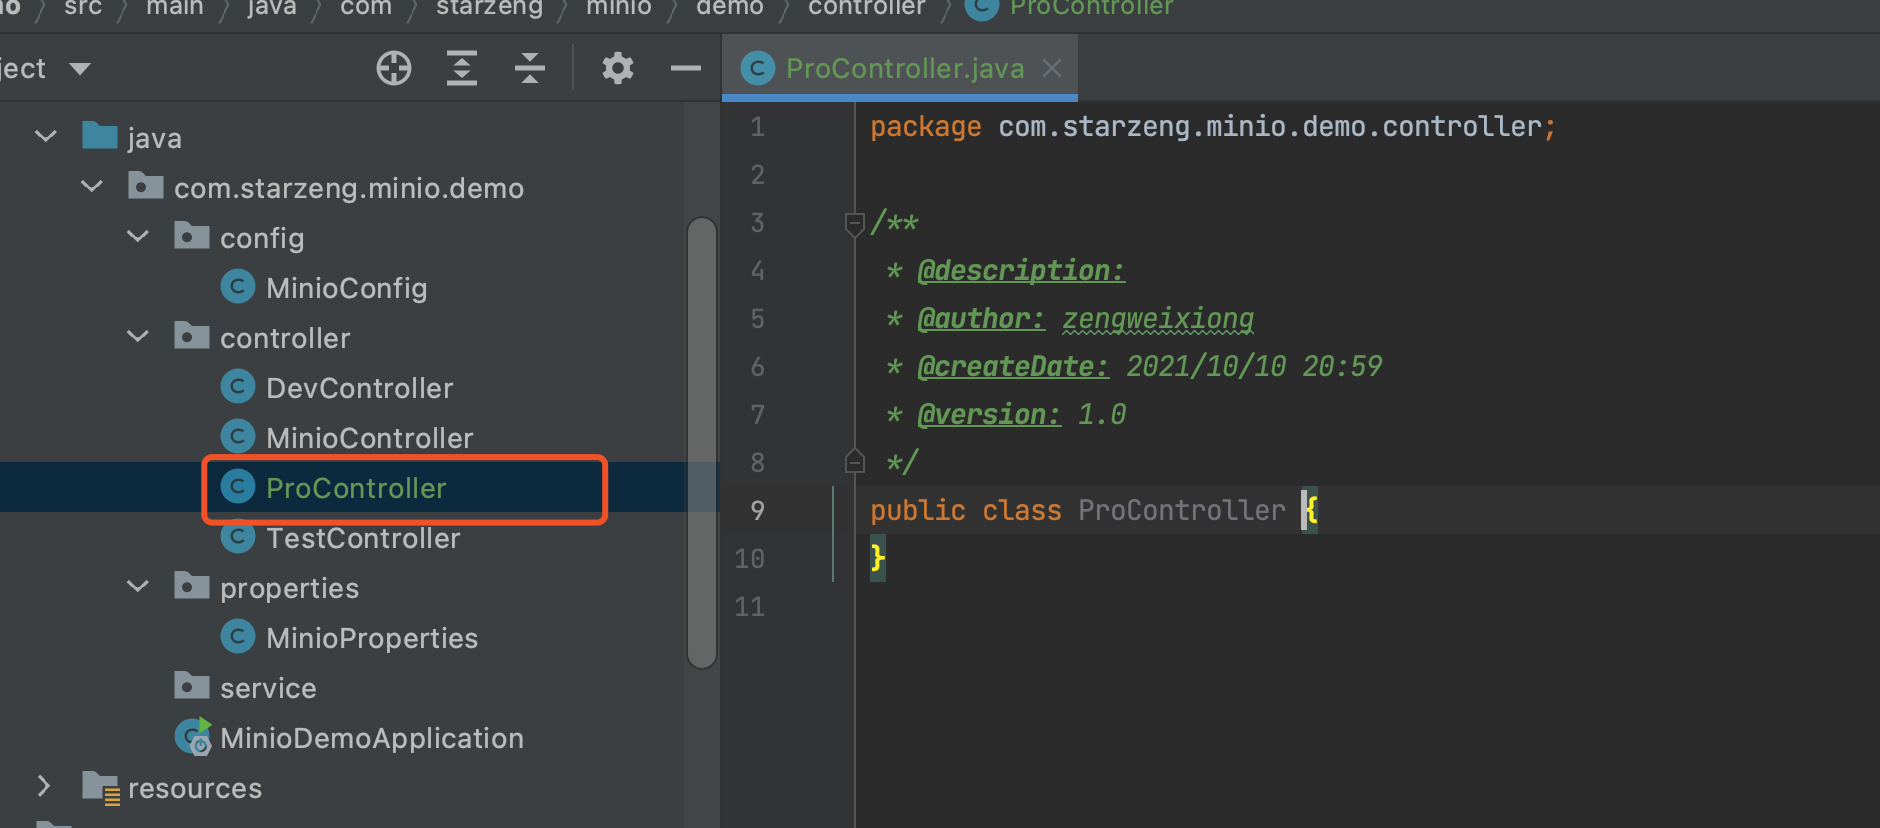 src main java com starzeng minio demo controller ProController
ProController.java
java
com.starzeng.minio.demo
config
MinioConfig
controller
DevController
MinioController
ProController
TestController
properties
MinioProperties
service
MinioDemoApplication
resources
1 package com.starzeng.minio.demo.controller;
2
3 /**
4 * @description:
5 * @author: zengweixiong
6 * @createDate: 2021/10/10 20:59
7 * @version: 1.0
8 */
9 public class ProController {
10 }
11